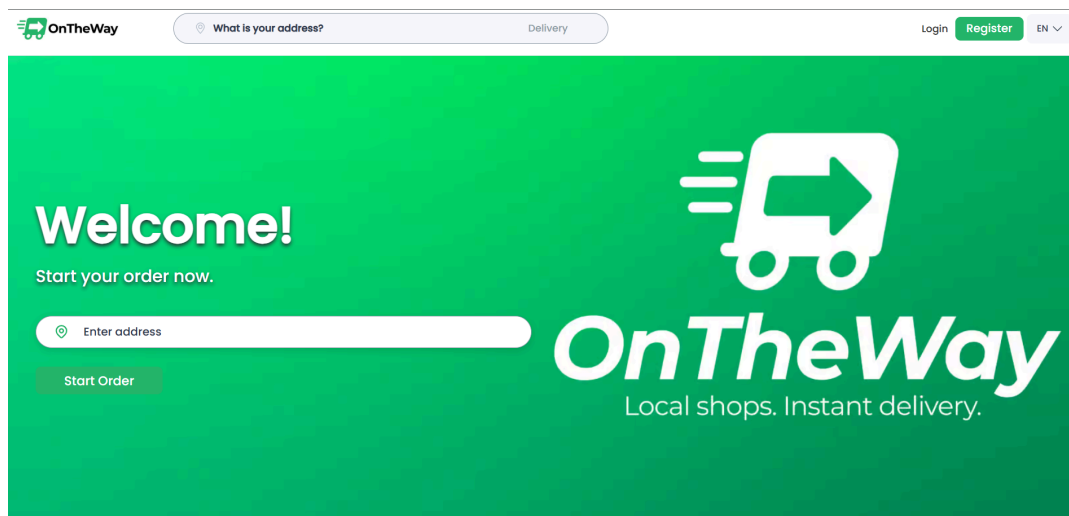 OnTheWay
What is your address? Delivery
Login Register EN
Welcome!
Start your order now.
Enter address
Start Order
OnTheWay
Local shops. Instant delivery.